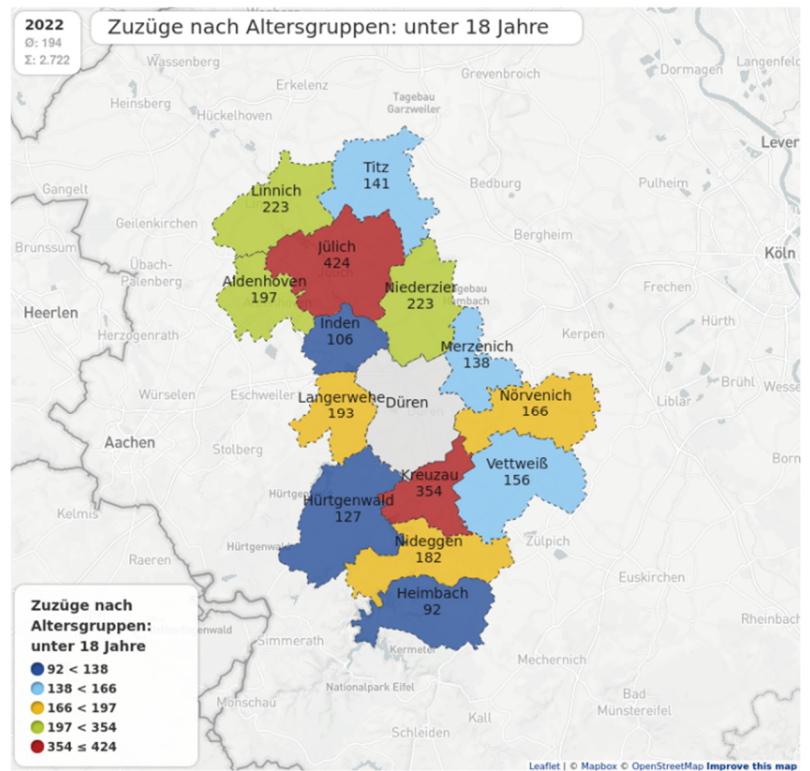 2022
Ø: 194
Σ: 2.722
Zuzüge nach Altersgruppen: unter 18 Jahre
Wassenberg
Grevenbroich
Dormagen
Langenfeld
Erkelenz
Heinsberg
Hückelhoven
Tagebau
Garzweiler
Lever
Titz
141
Gangelt
Linnich
223
Bedburg
Pulheim
Geilenkirchen
Brunssum
Jülich
424
Bergheim
Köln
Übach-
Palenberg
Aldenhoven
197
Niederzier
223
Frechen
Heerlen
Inden
106
Hürth
Herzogenrath
Merzenich
138
Kerpen
Brühl
Wesse
Würselen
Eschweiler
Langerwehe
193
Düren
Nörvenich
166
Liblar
Aachen
Stolberg
Born
Kreuzau
354
Vettweiß
156
Hürtgenwald
127
Kelmis
Nideggen
182
Zülpich
Raeren
Hürtgenwald
Euskirchen
Heimbach
92
Rheinbach
Simmerath
Kermeter
Mechernich
Nationalpark Eifel
Monschau
Kall
Bad
Münstereifel
Schleiden
Zuzüge nach
Altersgruppen:
unter 18 Jahre
92 < 138
138 < 166
166 < 197
197 < 354
354 ≤ 424
Leaflet | © Mapbox © OpenStreetMap Improve this map